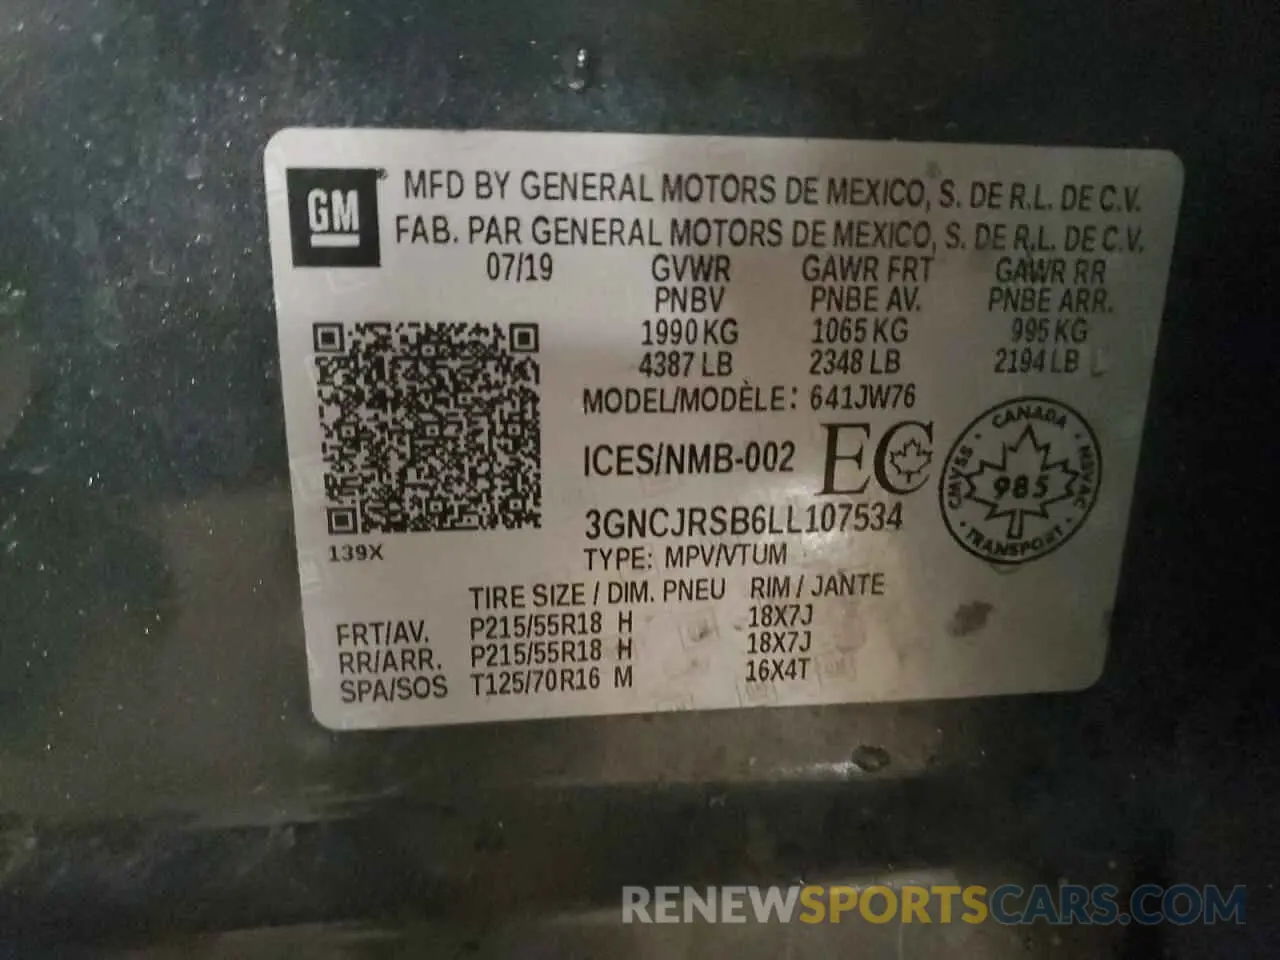 GM
MFD BY GENERAL MOTORS DE MEXICO, S. DE R.L. DE C.V.
FAB. PAR GENERAL MOTORS DE MEXICO, S. DE R.L. DE C.V.
07/19 GVWR GAWR FRT GAWR RR
PNBV PNBE AV. PNBE ARR.
1990 KG 1065 KG 995 KG
4387 LB 2348 LB 2194 LB
MODEL/MODÈLE: 641JW76
ICES/NMB-002 EC
CANADA
CMVSS 985 NSVAC
TRANSPORT
3GNCJRSB6LL107534
139X
TYPE: MPV/VTUM
TIRE SIZE / DIM. PNEU RIM / JANTE
FRT/AV. P215/55R18 H 18X7J
RR/ARR. P215/55R18 H 18X7J
SPA/SOS T125/70R16 M 16X4T
RENEWSPORTSCARS.COM